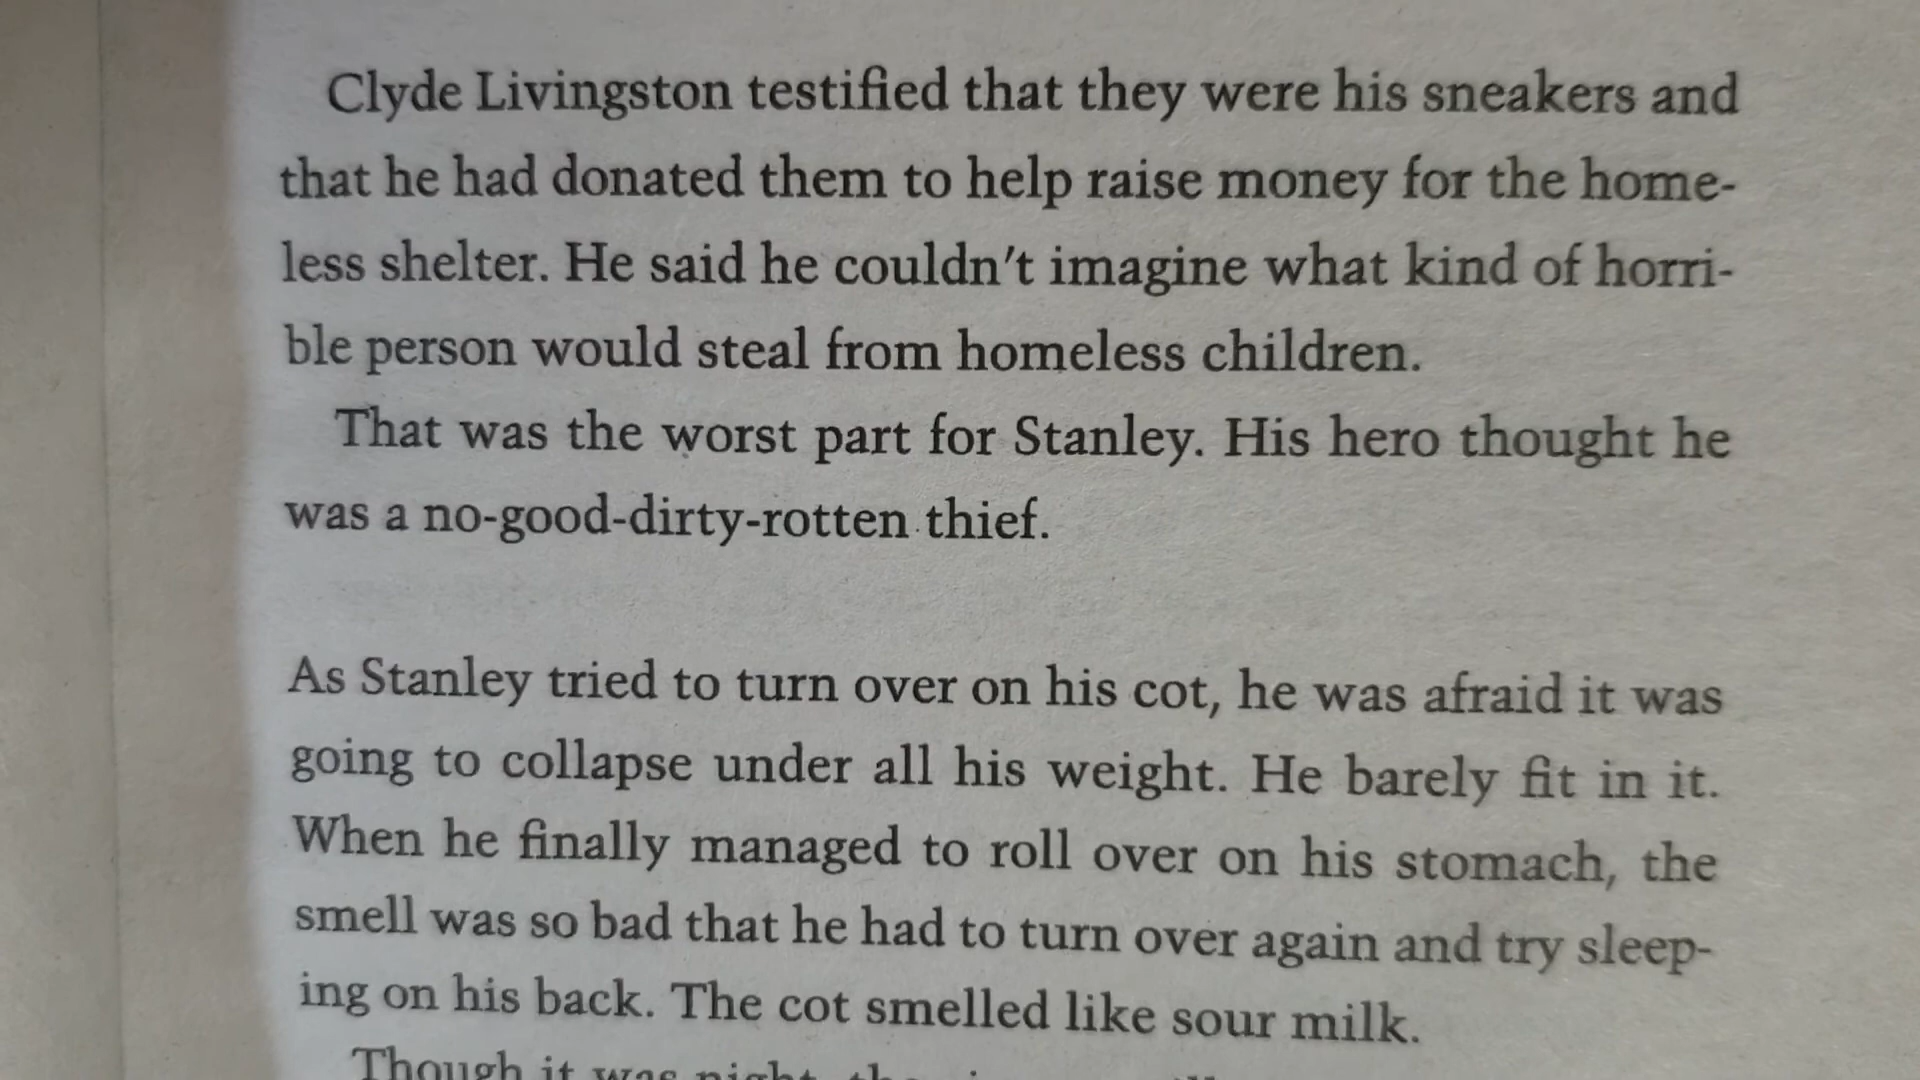 Clyde Livingston testified that they were his sneakers and
that he had donated them to help raise money for the home-
less shelter. He said he couldn't imagine what kind of horri-
ble person would steal from homeless children.
That was the worst part for Stanley. His hero thought he
was a no-good-dirty-rotten thief.
As Stanley tried to turn over on his cot, he was afraid it was
going to collapse under all his weight. He barely fit in it.
When he finally managed to roll over on his stomach, the
smell was so bad that he had to turn over again and try sleep-
ing on his back. The cot smelled like sour milk.
Though it was night,